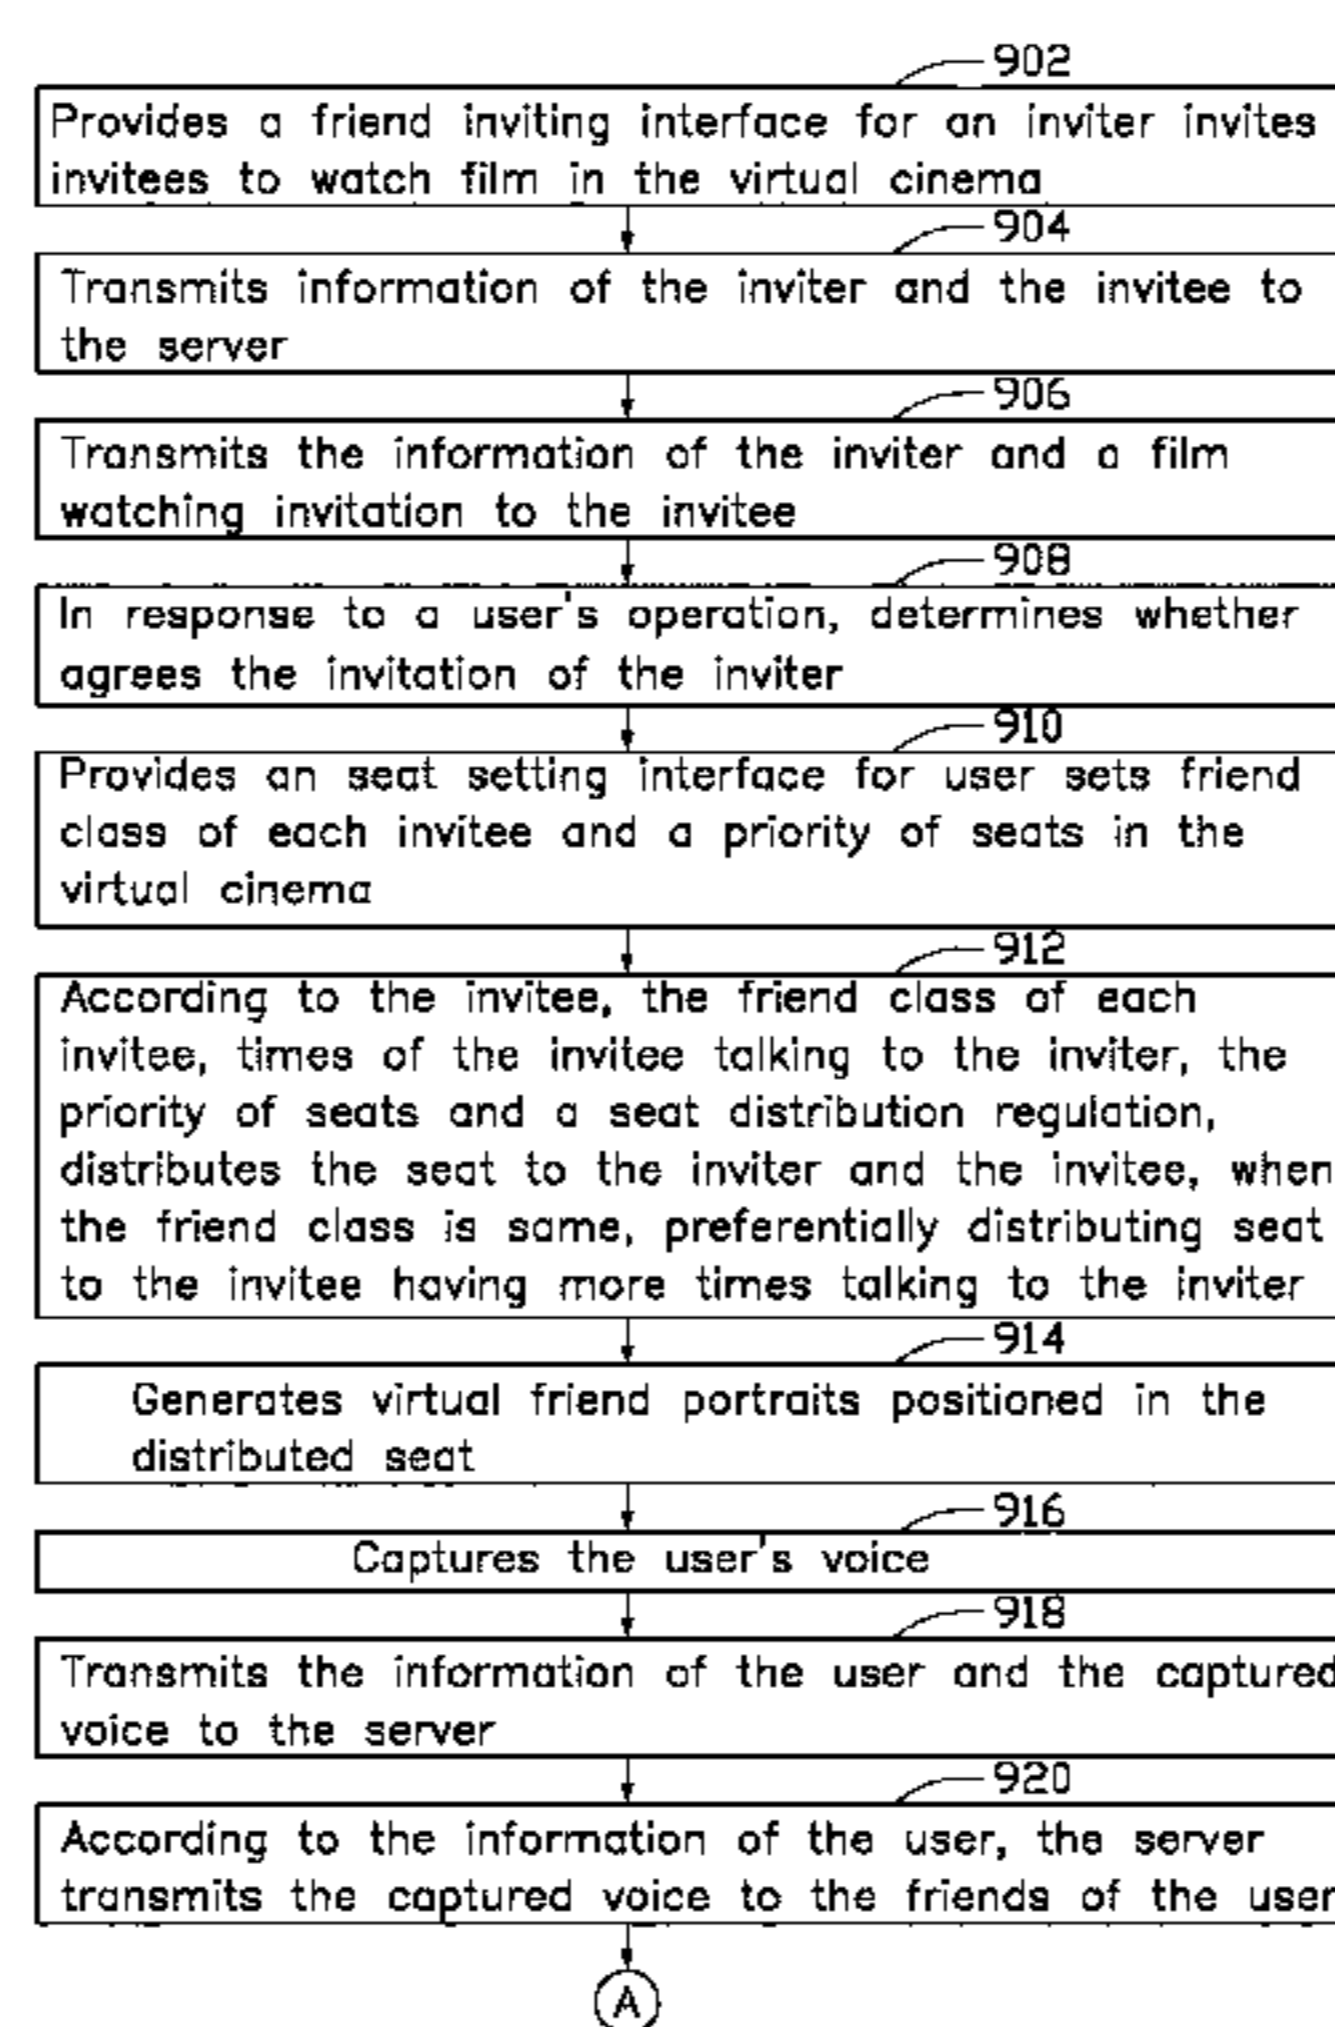 902
Provides a friend inviting interface for an inviter invites
invitees to watch film in the virtual cinema
904
Transmits information of the inviter and the invitee to
the server
906
Transmits the information of the inviter and a film
watching invitation to the invitee
908
In response to a user's operation, determines whether
agrees the invitation of the inviter
910
Provides an seat setting interface for user sets friend
class of each invitee and a priority of seats in the
virtual cinema
912
According to the invitee, the friend class of each
invitee, times of the invitee talking to the inviter, the
priority of seats and a seat distribution regulation,
distributes the seat to the inviter and the invitee, when
the friend class is same, preferentially distributing seat
to the invitee having more times talking to the inviter
914
Generates virtual friend portraits positioned in the
distributed seat
916
Captures the user's voice
918
Transmits the information of the user and the captured
voice to the server
920
According to the information of the user, the server
transmits the captured voice to the friends of the user
A